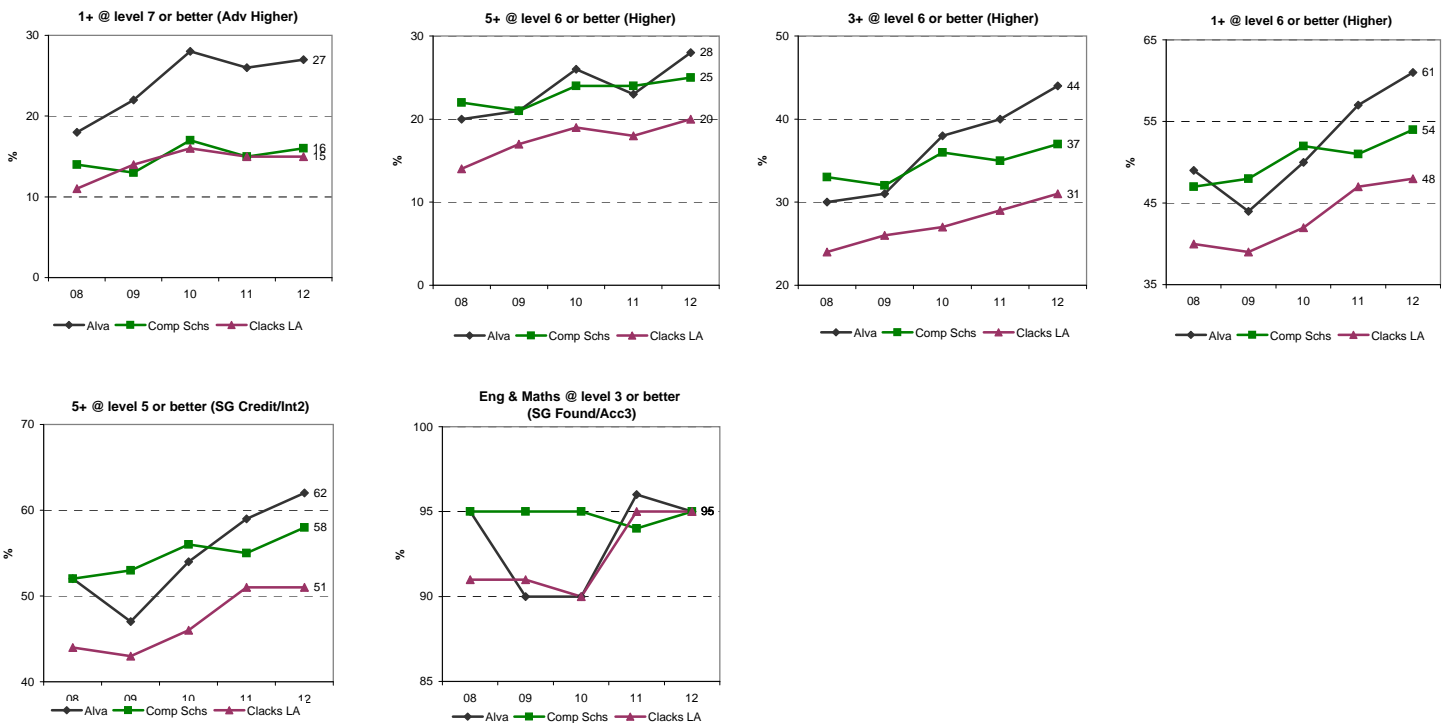 1+ @ level 7 or better (Adv Higher)
30
20
10
0
%
27
16
15
08 09 10 11 12
Alva Comp Schs Clacks LA
5+ @ level 6 or better (Higher)
30
20
10
0
%
28
25
20
08 09 10 11 12
Alva Comp Schs Clacks LA
3+ @ level 6 or better (Higher)
50
40
30
20
%
44
37
31
08 09 10 11 12
Alva Comp Schs Clacks LA
1+ @ level 6 or better (Higher)
65
55
45
35
%
61
54
48
08 09 10 11 12
Alva Comp Schs Clacks LA
5+ @ level 5 or better (SG Credit/Int2)
70
60
50
40
%
62
58
51
08 09 10 11 12
Alva Comp Schs Clacks LA
Eng & Maths @ level 3 or better
(SG Found/Acc3)
100
95
90
85
%
95
08 09 10 11 12
Alva Comp Schs Clacks LA